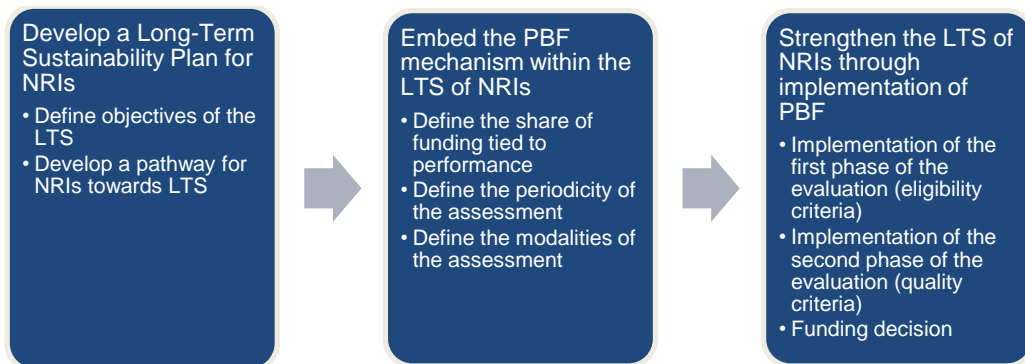 Develop a Long-Term
Sustainability Plan for
NRIs
• Define objectives of the
LTS
• Develop a pathway for
NRIs towards LTS
Embed the PBF
mechanism within the
LTS of NRIs
• Define the share of
funding tied to
performance
• Define the periodicity of
the assessment
• Define the modalities of
the assessment
Strengthen the LTS of
NRIs through
implementation of
PBF
• Implementation of the
first phase of the
evaluation (eligibility
criteria)
• Implementation of the
second phase of the
evaluation (quality
criteria)
• Funding decision